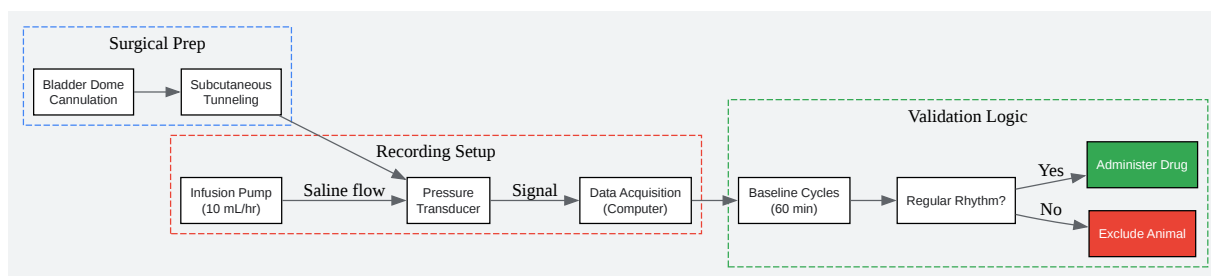 Surgical Prep
Bladder Dome
Cannulation
Subcutaneous
Tunneling
Recording Setup
Infusion Pump
(10 mL/hr)
Saline flow
Pressure
Transducer
Signal
Data Acquisition
(Computer)
Validation Logic
Baseline Cycles
(60 min)
Regular Rhythm?
Yes
Administer Drug
No
Exclude Animal